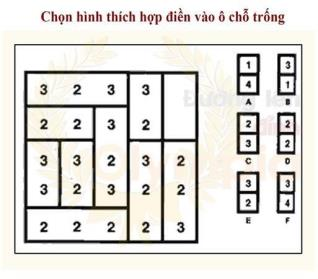 Chọn hình thích hợp điền vào ô chỗ trống
3 2 3 3
2 2 3 2
3 3 3 3 2
3 2 3 2 2
2 2 2 2 3
1 3
4 1
A B
2 2
3 2
C D
3 3
2 4
E F